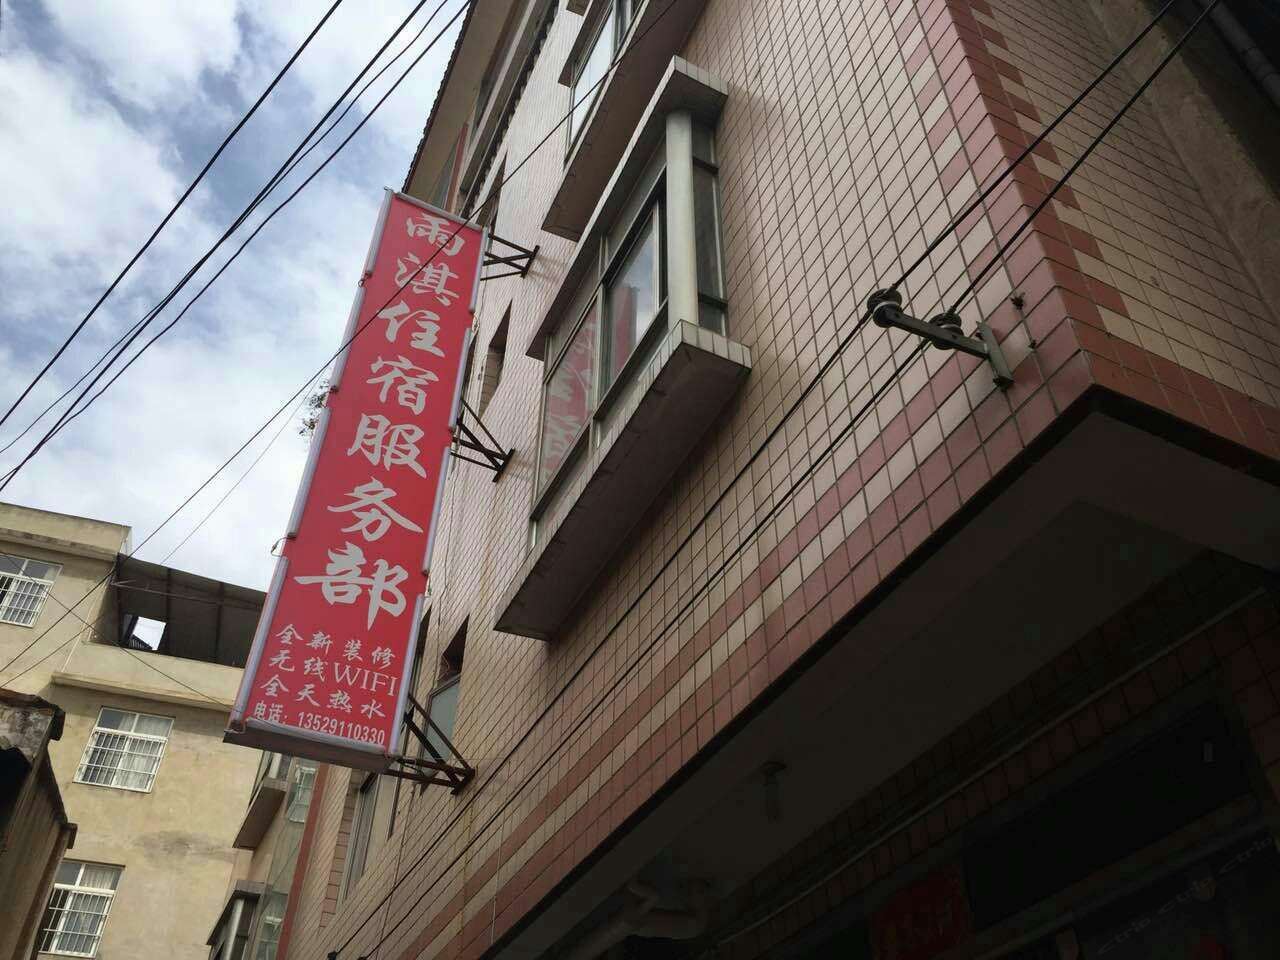 雨淇住宿服务部
全新装修
无线WIFI
全天热水
电话：13529110330